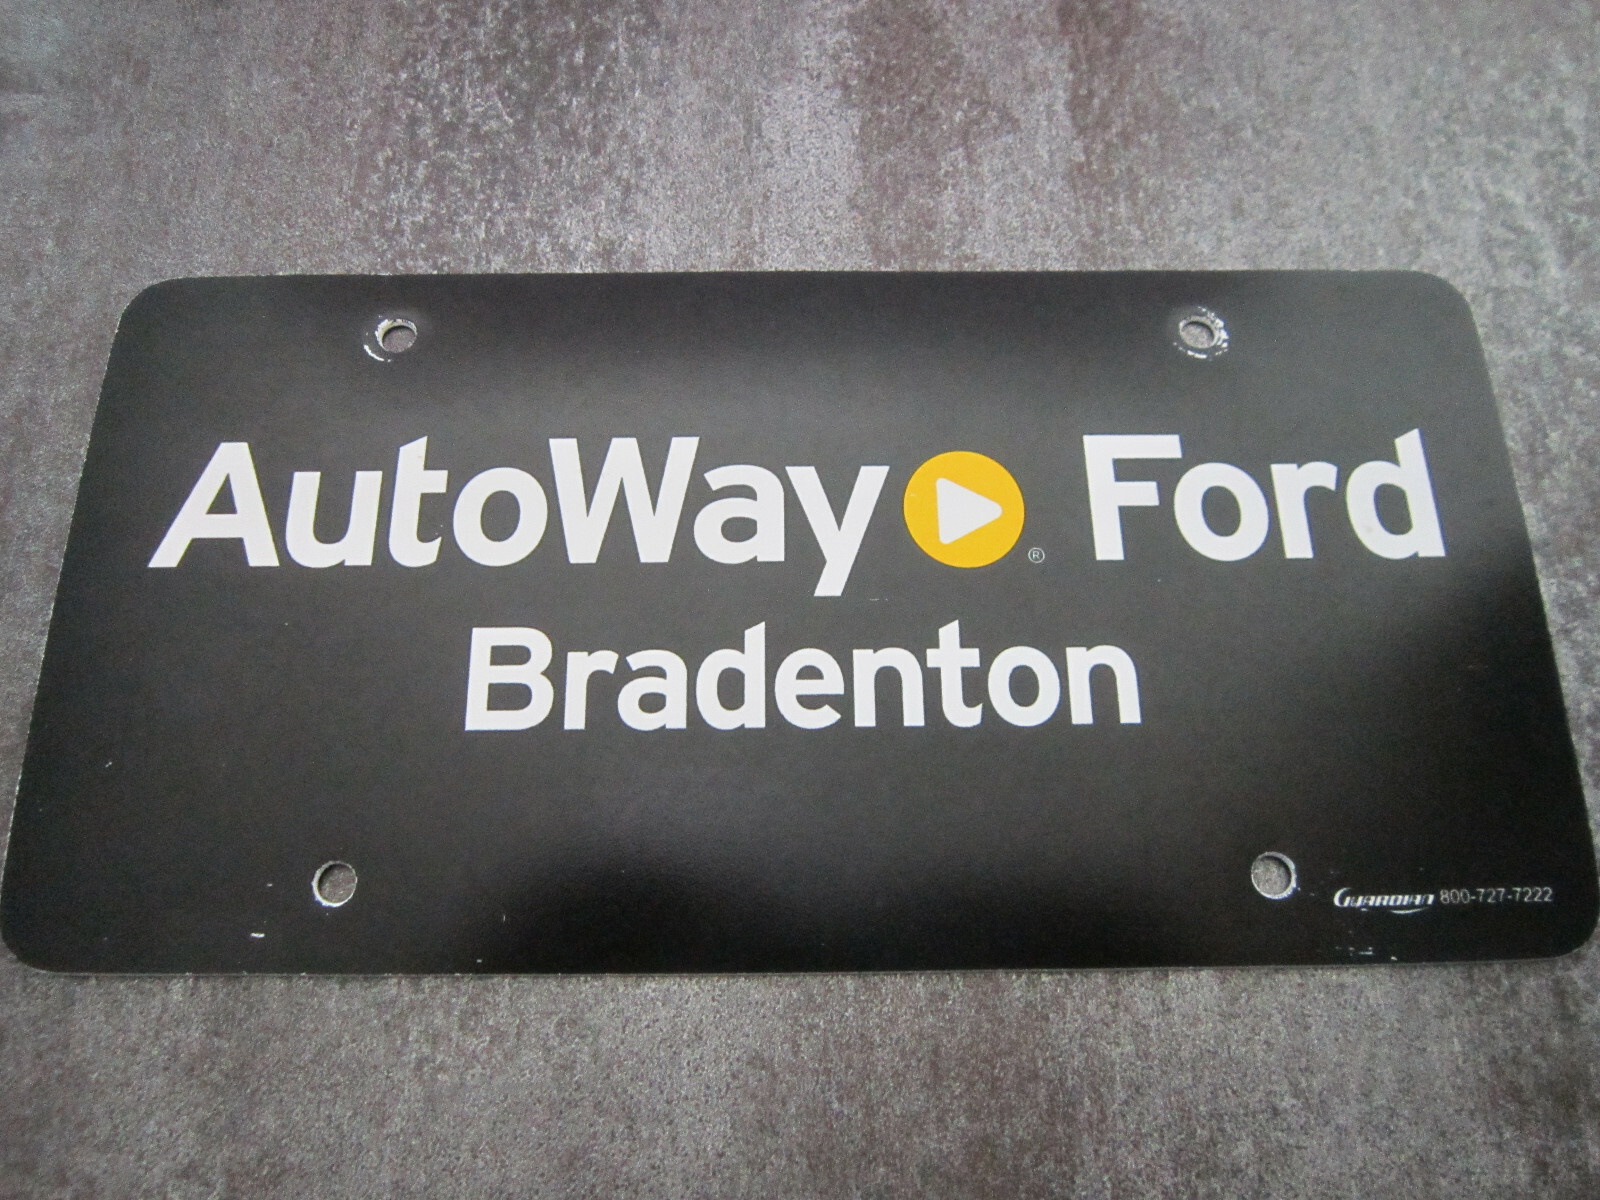 AutoWay® Ford
Bradenton
GUARDIAN 800-727-7222